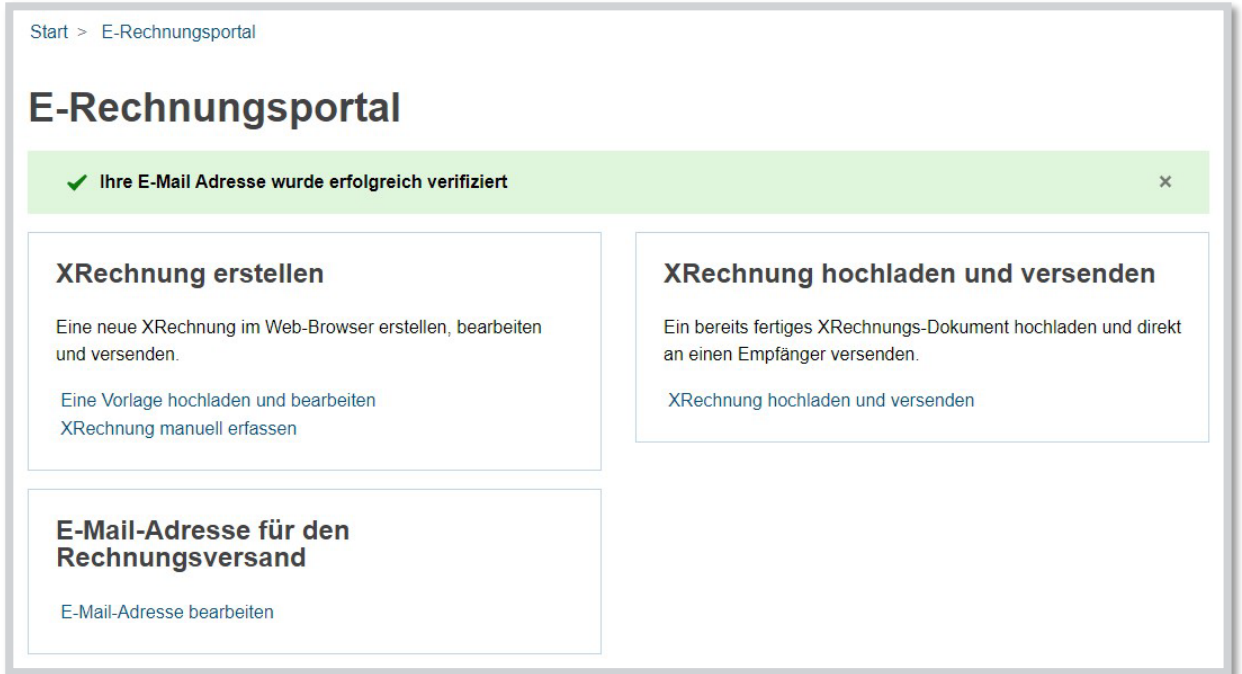 Start > E-Rechnungsportal
E-Rechnungsportal
Ihre E-Mail Adresse wurde erfolgreich verifiziert ×
XRechnung erstellen
Eine neue XRechnung im Web-Browser erstellen, bearbeiten
und versenden.
Eine Vorlage hochladen und bearbeiten
XRechnung manuell erfassen
XRechnung hochladen und versenden
Ein bereits fertiges XRechnungs-Dokument hochladen und direkt
an einen Empfänger versenden.
XRechnung hochladen und versenden
E-Mail-Adresse für den
Rechnungsversand
E-Mail-Adresse bearbeiten